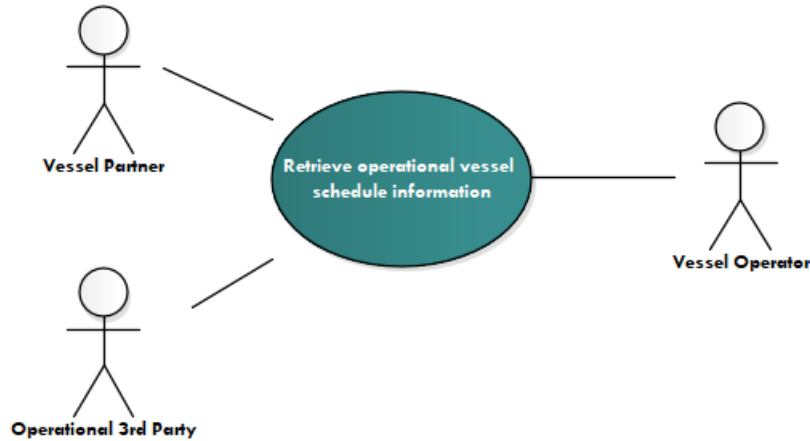 Vessel Partner
Retrieve operational vessel
schedule information
Vessel Operator
Operational 3rd Party